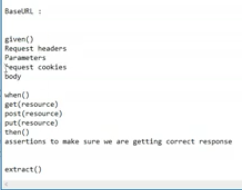 BaseURL :
given()
Request headers
Parameters
Request cookies
body
when()
get(resource)
post(resource)
put(resource)
then()
assertions to make sure we are getting correct response
extract()